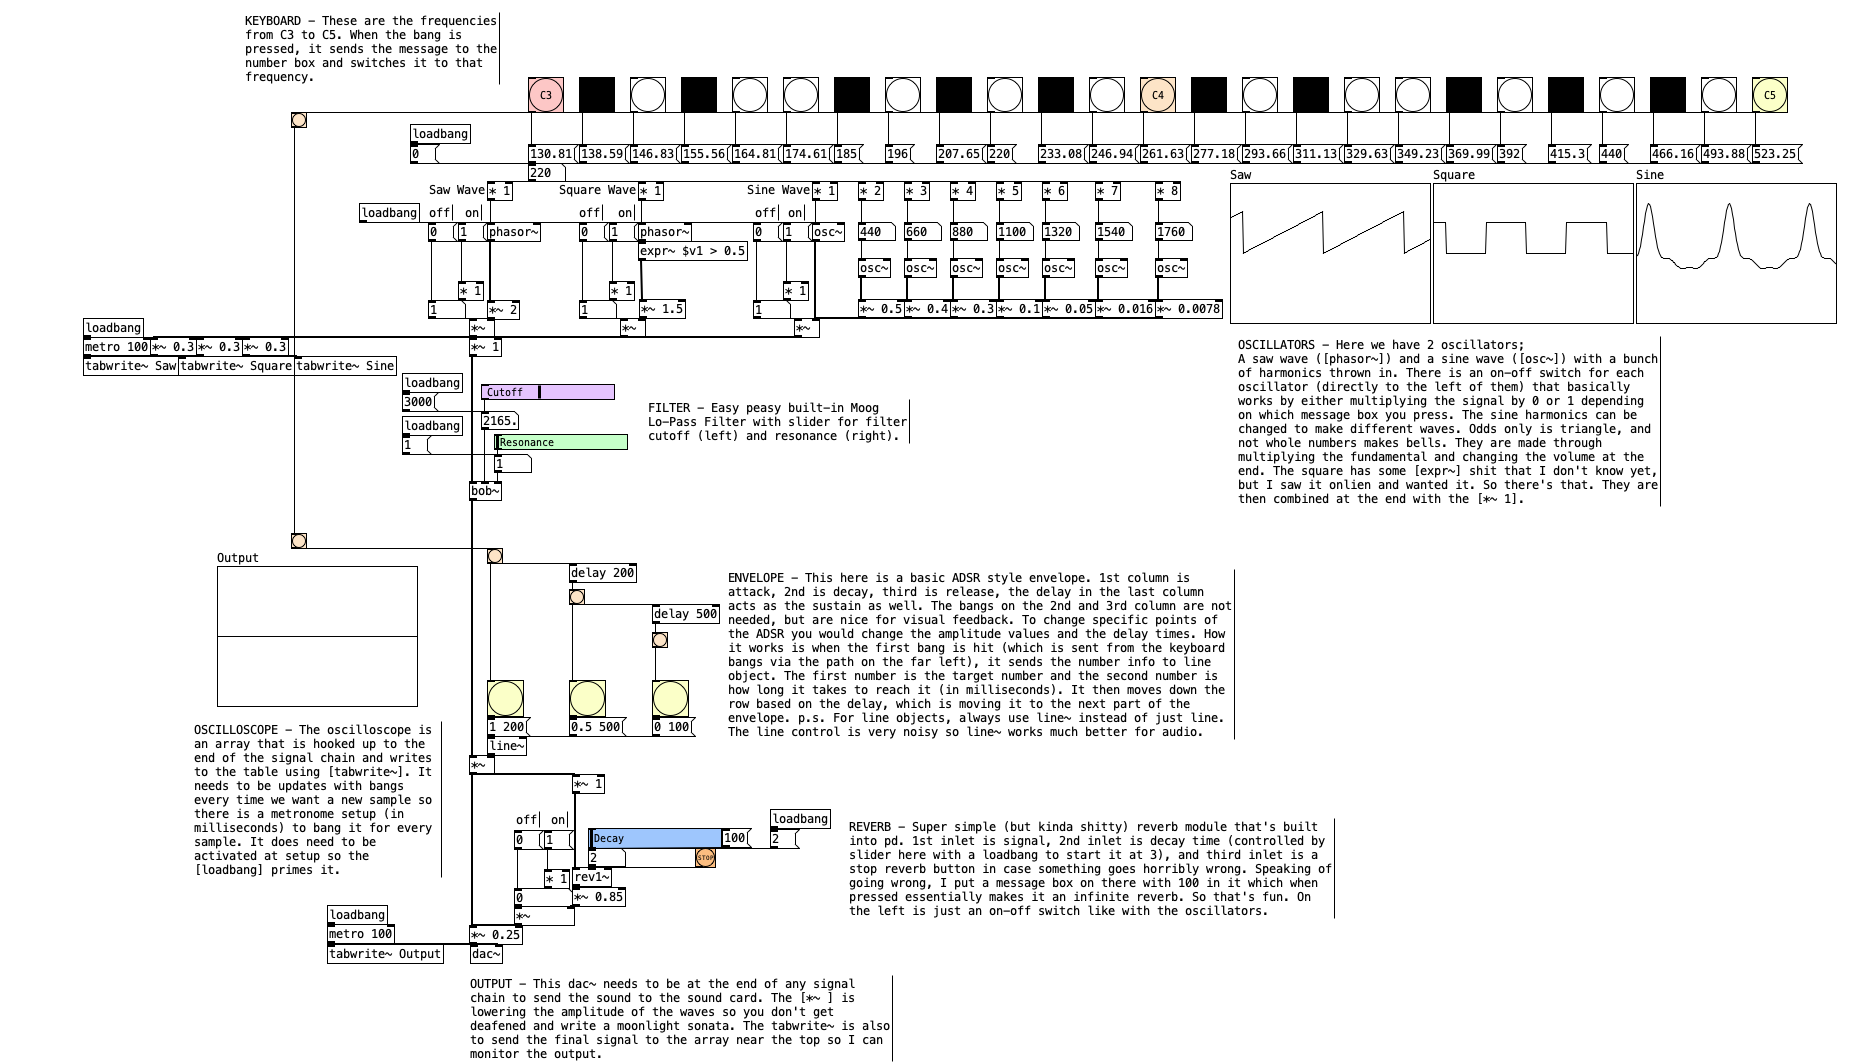 KEYBOARD – These are the frequencies
from C3 to C5. When the bang is
pressed, it sends the message to the
number box and switches it to that
frequency.
C3
C4
C5
loadbang
0
130.81
138.59
146.83
155.56
164.81
174.61
185
196
207.65
220
233.08
246.94
261.63
277.18
293.66
311.13
329.63
349.23
369.99
392
415.3
440
466.16
493.88
523.25
220
Saw Wave
* 1
Square Wave
* 1
Sine Wave
* 1
* 2
* 3
* 4
* 5
* 6
* 7
* 8
Saw
Square
Sine
loadbang
off
on
off
on
off
on
0
1
phasor~
0
1
phasor~
0
1
osc~
440
660
880
1100
1320
1540
1760
expr~ $v1 > 0.5
osc~
osc~
osc~
osc~
osc~
osc~
osc~
* 1
* 1
* 1
1
*~ 2
1
*~ 1.5
1
*~ 0.5
*~ 0.4
*~ 0.3
*~ 0.1
*~ 0.05
*~ 0.016
*~ 0.0078
loadbang
*~
*~
*~
metro 100
*~ 0.3
*~ 0.3
*~ 0.3
*~ 1
tabwrite~ Saw
tabwrite~ Square
tabwrite~ Sine
OSCILLATORS – Here we have 2 oscillators;
A saw wave ([phasor~]) and a sine wave ([osc~]) with a bunch
of harmonics thrown in. There is an on–off switch for each
oscillator (directly to the left of them) that basically
works by either multiplying the signal by 0 or 1 depending
on which message box you press. The sine harmonics can be
changed to make different waves. Odds only is triangle, and
not whole numbers makes bells. They are made through
multiplying the fundamental and changing the volume at the
end. The square has some [expr~] shit that I don't know yet,
but I saw it onlien and wanted it. So there's that. They are
then combined at the end with the [*~ 1].
loadbang
3000
Cutoff
2165.
loadbang
1
Resonance
1
bob~
FILTER – Easy peasy built–in Moog
Lo–Pass Filter with slider for filter
cutoff (left) and resonance (right).
Output
delay 200
delay 500
1 200
0.5 500
0 100
line~
*~
ENVELOPE – This here is a basic ADSR style envelope. 1st column is
attack, 2nd is decay, third is release, the delay in the last column
acts as the sustain as well. The bangs on the 2nd and 3rd column are not
needed, but are nice for visual feedback. To change specific points of
the ADSR you would change the amplitude values and the delay times. How
it works is when the first bang is hit (which is sent from the keyboard
bangs via the path on the far left), it sends the number info to line
object. The first number is the target number and the second number is
how long it takes to reach it (in milliseconds). It then moves down the
row based on the delay, which is moving it to the next part of the
envelope. p.s. For line objects, always use line~ instead of just line.
The line control is very noisy so line~ works much better for audio.
OSCILLOSCOPE – The oscilloscope is
an array that is hooked up to the
end of the signal chain and writes
to the table using [tabwrite~]. It
needs to be updates with bangs
every time we want a new sample so
there is a metronome setup (in
milliseconds) to bang it for every
sample. It does need to be
activated at setup so the
[loadbang] primes it.
*~ 1
off
on
0
1
Decay
100
loadbang
2
2
STOP
* 1
rev1~
0
*~ 0.85
*~
REVERB – Super simple (but kinda shitty) reverb module that's built
into pd. 1st inlet is signal, 2nd inlet is decay time (controlled by
slider here with a loadbang to start it at 3), and third inlet is a
stop reverb button in case something goes horribly wrong. Speaking of
going wrong, I put a message box on there with 100 in it which when
pressed essentially makes it an infinite reverb. So that's fun. On
the left is just an on–off switch like with the oscillators.
loadbang
metro 100
tabwrite~ Output
*~ 0.25
dac~
OUTPUT – This dac~ needs to be at the end of any signal
chain to send the sound to the sound card. The [*~ ] is
lowering the amplitude of the waves so you don't get
deafened and write a moonlight sonata. The tabwrite~ is also
to send the final signal to the array near the top so I can
monitor the output.